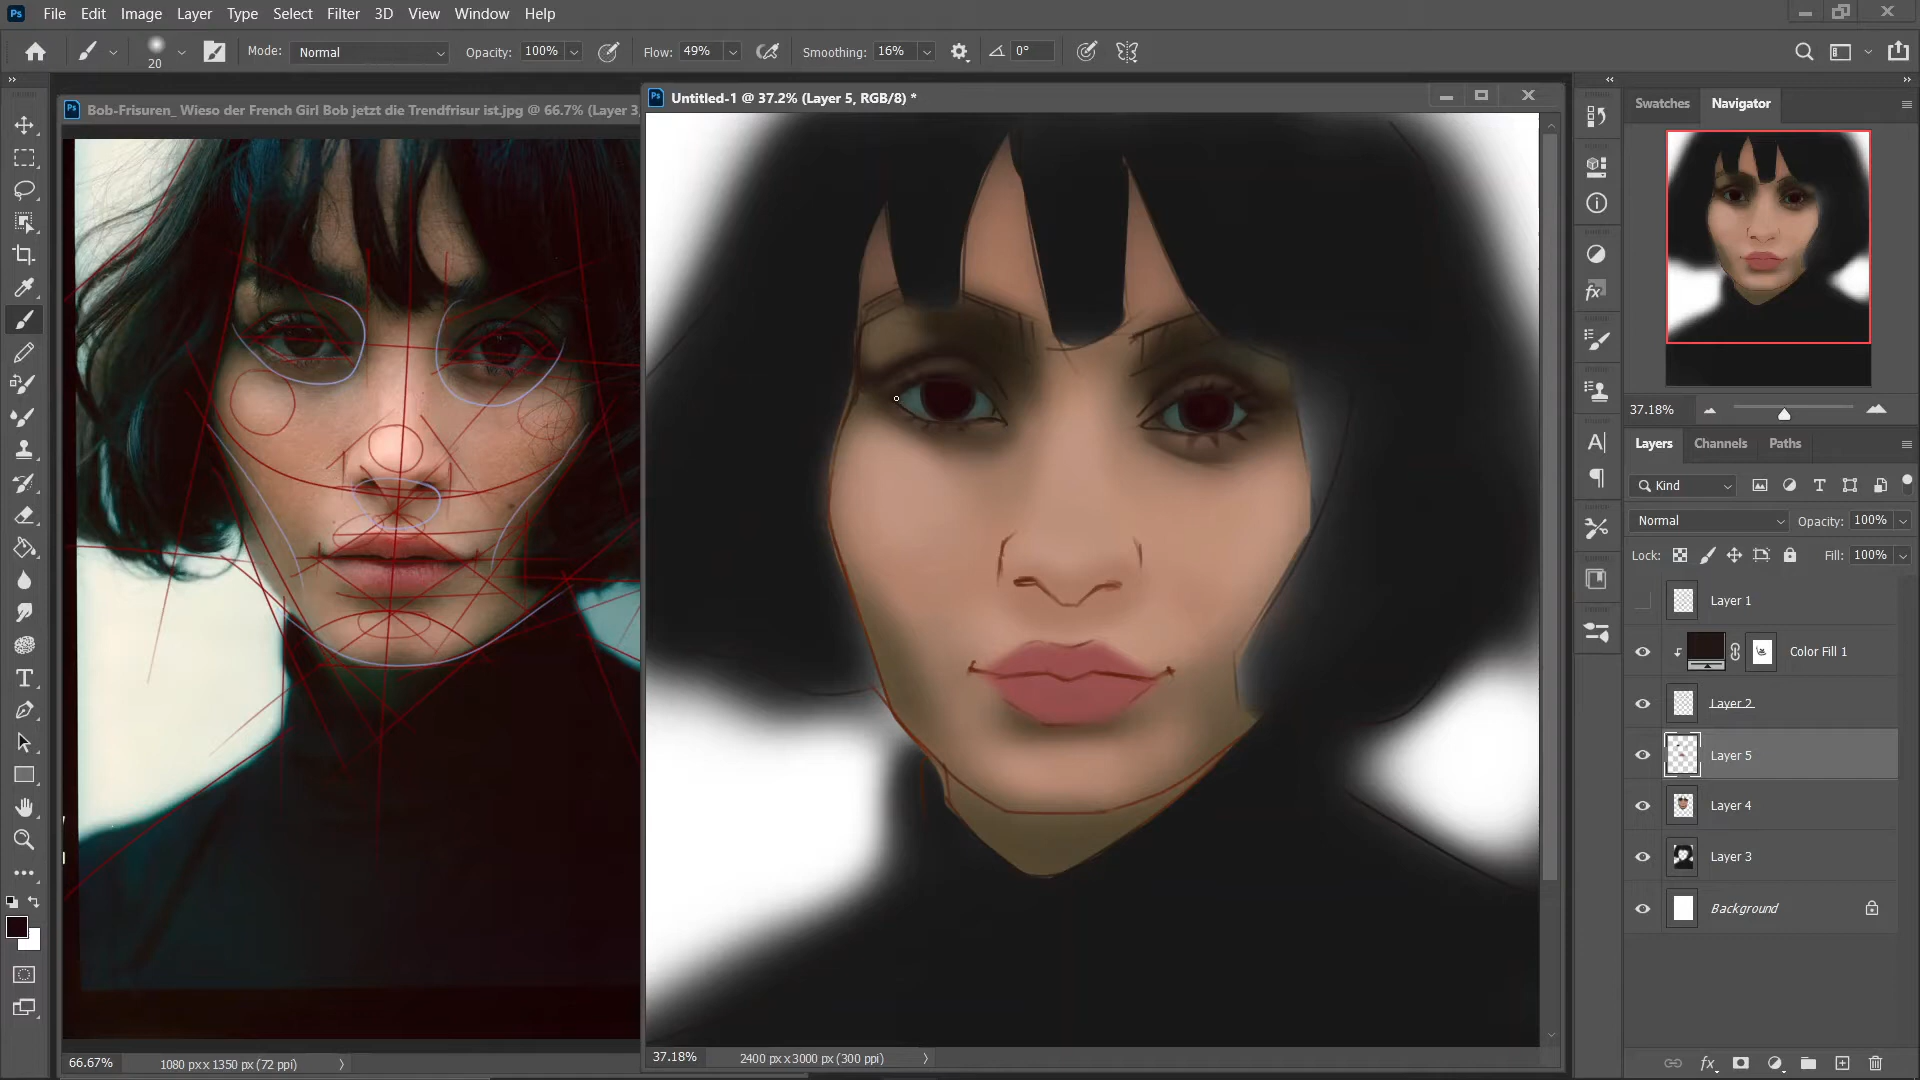 Ps File Edit Image Layer Type Select Filter 3D View Window Help
20 Mode: Normal Opacity: 100% Flow: 49% Smoothing: 16% 0°
Ps Bob-Frisuren_ Wieso der French Girl Bob jetzt die Trendfrisur ist.jpg @ 66.7% (Layer 3,
Ps Untitled-1 @ 37.2% (Layer 5, RGB/8) *
Swatches Navigator
37.18%
Layers Channels Paths
Kind
Normal Opacity: 100%
Lock: Fill: 100%
Layer 1
Color Fill 1
Layer 2
Layer 5
Layer 4
Layer 3
Background
66.67% 1080 px x 1350 px (72 ppi)
37.18% 2400 px x 3000 px (300 ppi)
fx